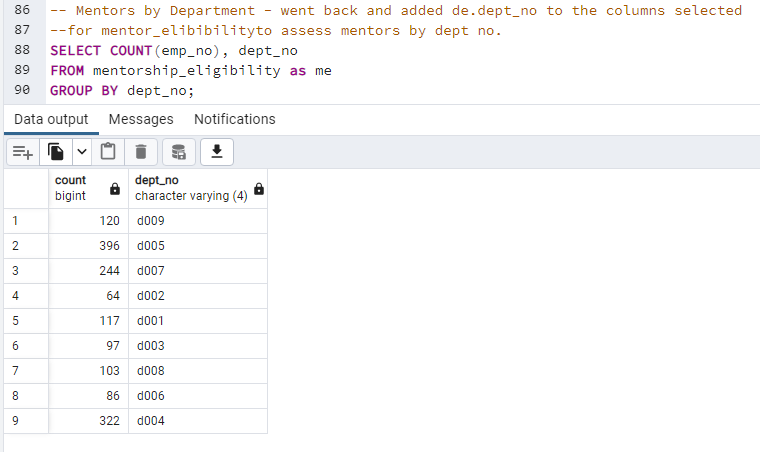 86 -- Mentors by Department - went back and added de.dept_no to the columns selected
87 --for mentor_elibibilityto assess mentors by dept no.
88 SELECT COUNT(emp_no), dept_no
89 FROM mentorship_eligibility as me
90 GROUP BY dept_no;
Data output Messages Notifications
count dept_no
bigint character varying (4)
1 120 d009
2 396 d005
3 244 d007
4 64 d002
5 117 d001
6 97 d003
7 103 d008
8 86 d006
9 322 d004